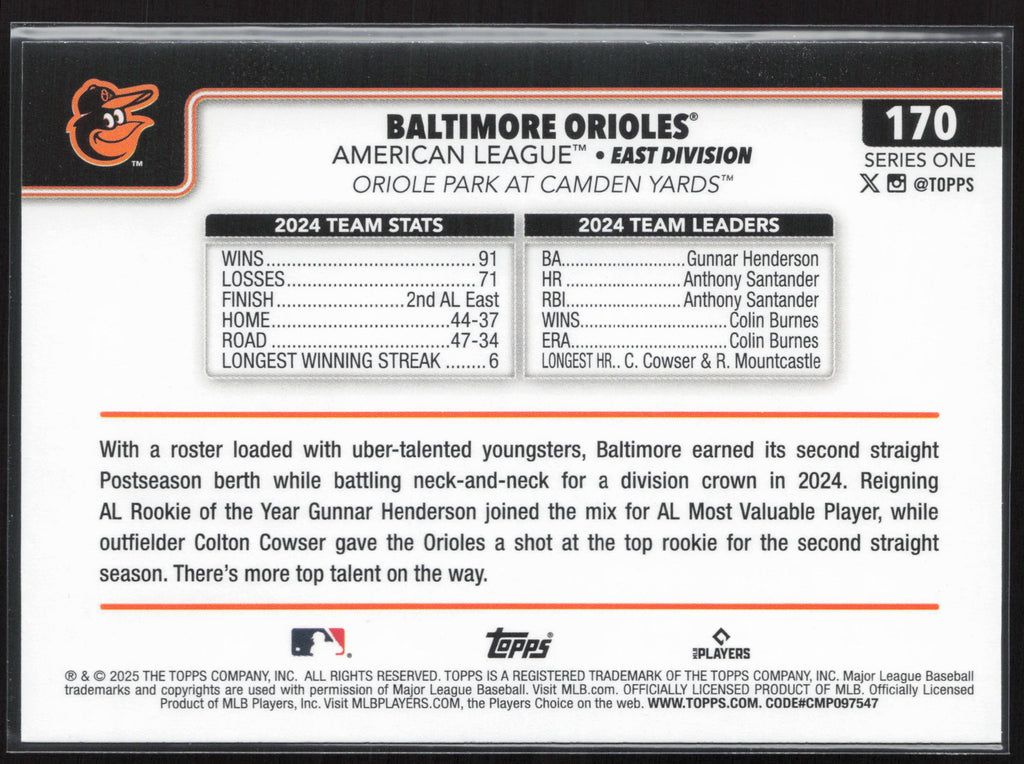 BALTIMORE ORIOLES®
AMERICAN LEAGUE™ • EAST DIVISION
ORIOLE PARK AT CAMDEN YARDS™
170
SERIES ONE
@TOPPS
TM
2024 TEAM STATS
WINS........................................91
LOSSES....................................71
FINISH.........................2nd AL East
HOME..................................44-37
ROAD ..................................47-34
LONGEST WINNING STREAK ........6
2024 TEAM LEADERS
BA........................Gunnar Henderson
HR ......................Anthony Santander
RBI......................Anthony Santander
WINS............................Colin Burnes
ERA..............................Colin Burnes
LONGEST HR.. C. Cowser & R. Mountcastle
With a roster loaded with uber-talented youngsters, Baltimore earned its second straight
Postseason berth while battling neck-and-neck for a division crown in 2024. Reigning
AL Rookie of the Year Gunnar Henderson joined the mix for AL Most Valuable Player, while
outfielder Colton Cowser gave the Orioles a shot at the top rookie for the second straight
season. There's more top talent on the way.
Topps®
MLB PLAYERS
® & © 2025 THE TOPPS COMPANY, INC. ALL RIGHTS RESERVED. TOPPS IS A REGISTERED TRADEMARK OF THE TOPPS COMPANY, INC. Major League Baseball
trademarks and copyrights are used with permission of Major League Baseball. Visit MLB.com. OFFICIALLY LICENSED PRODUCT OF MLB. Officially Licensed
Product of MLB Players, Inc. Visit MLBPLAYERS.COM, the Players Choice on the web. WWW.TOPPS.COM. CODE#CMP097547